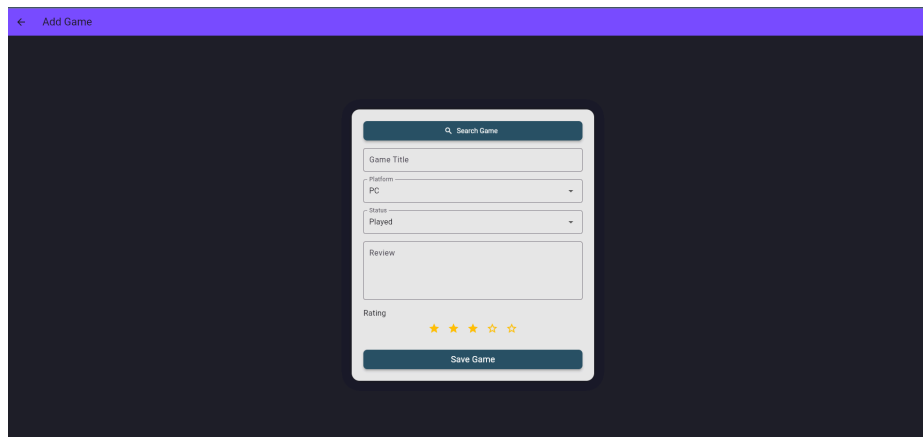 Add Game
Search Game
Game Title
Platform
PC
Status
Played
Review
Rating
Save Game